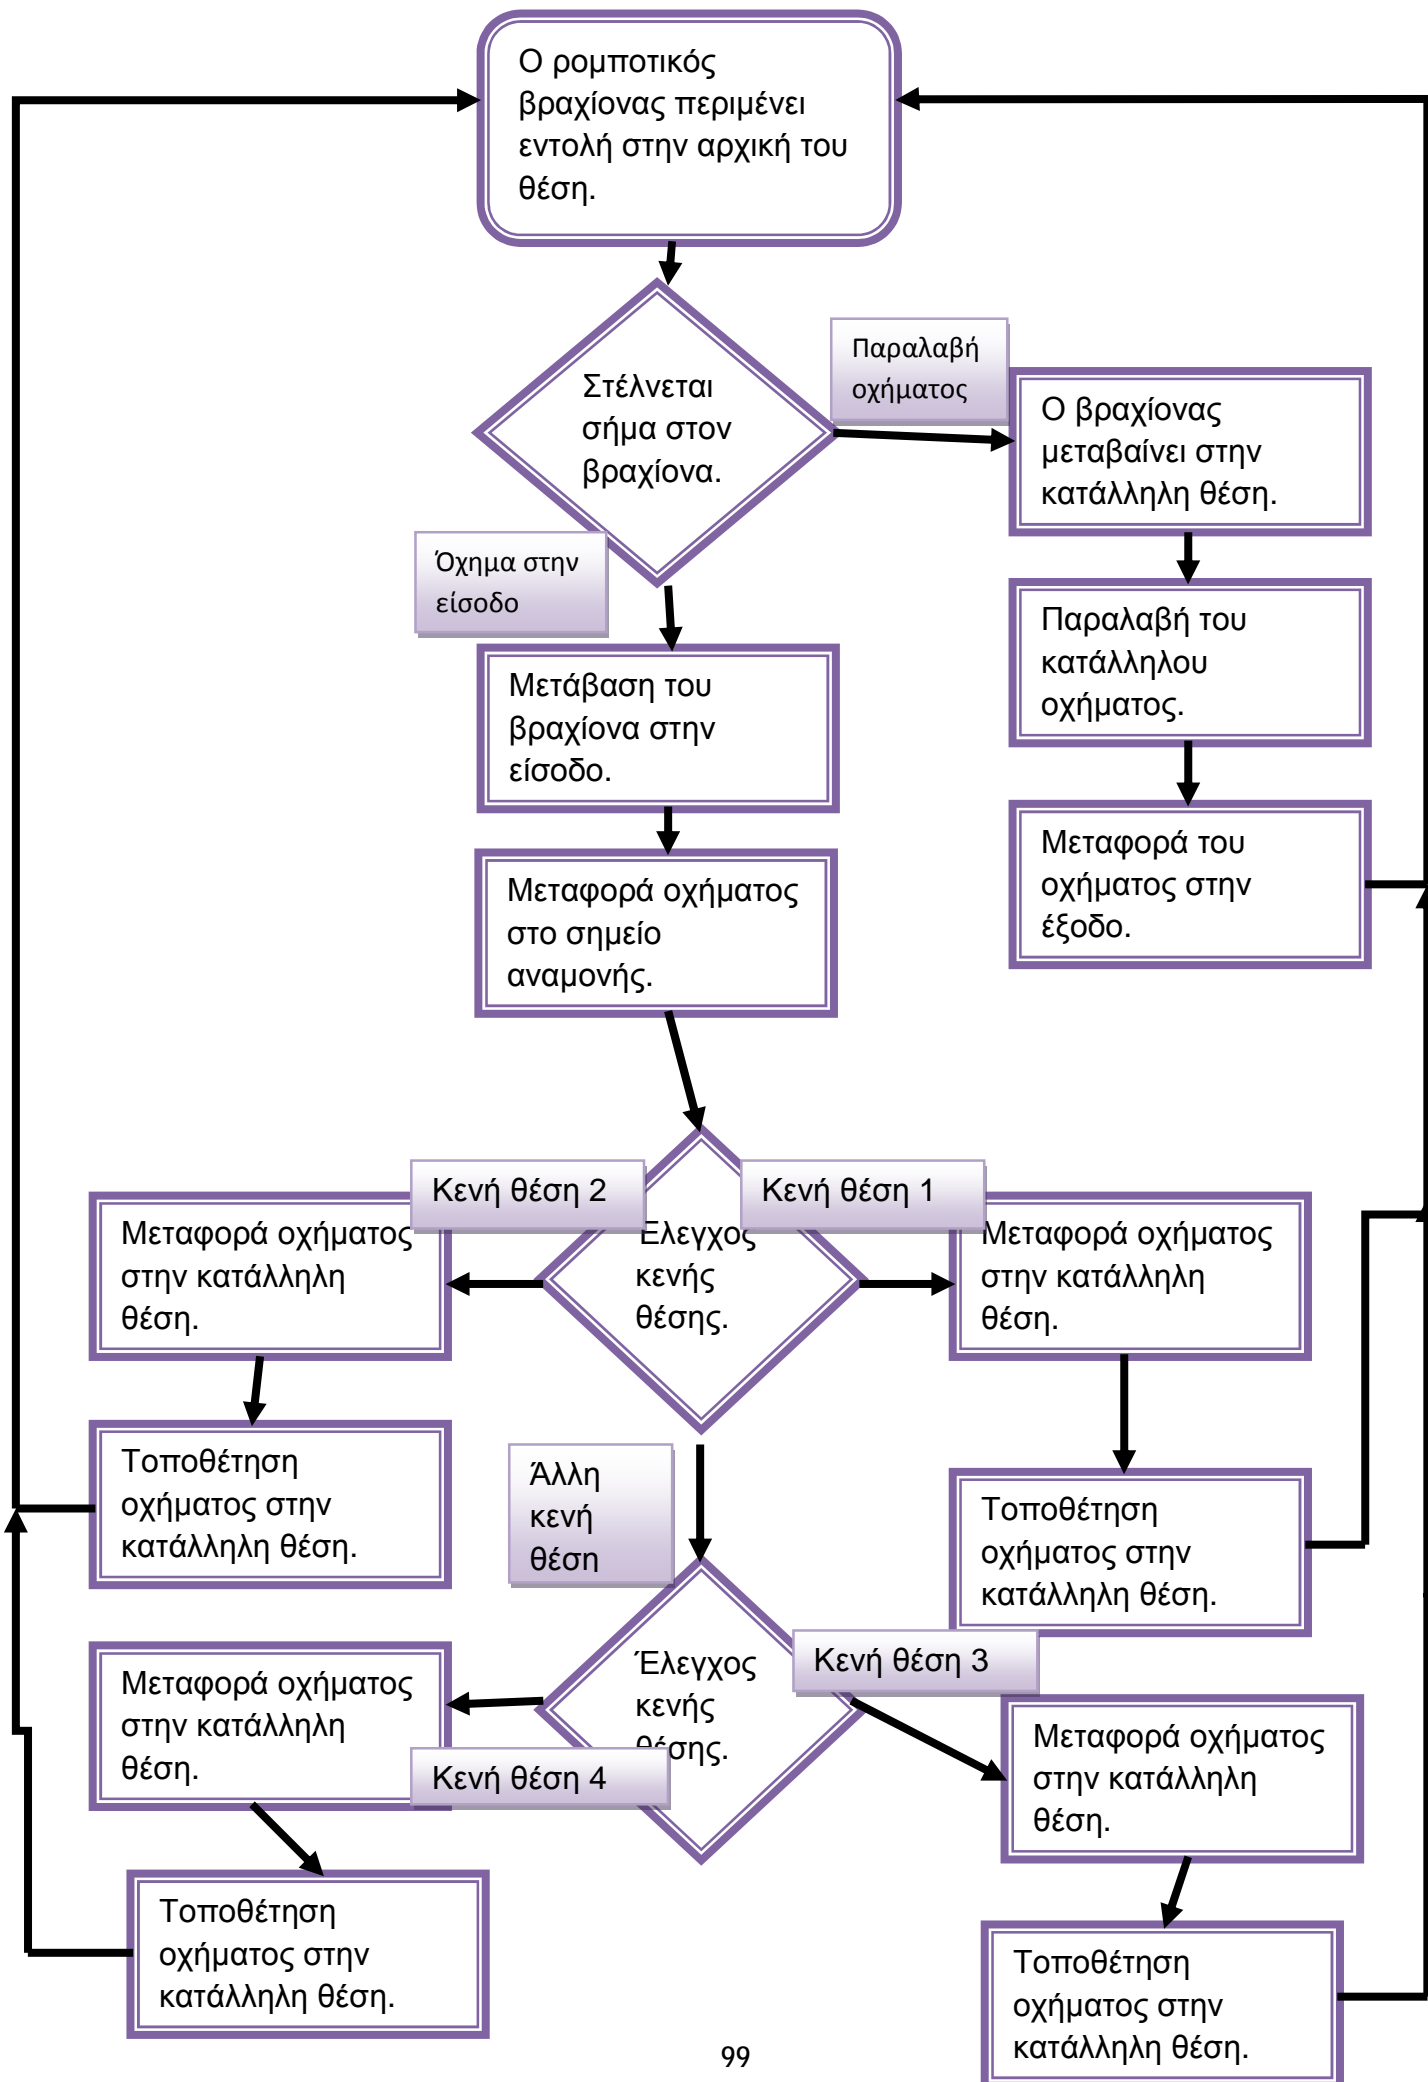 Ο ρομποτικός
βραχίονας περιμένει
εντολή στην αρχική του
θέση.
Στέλνεται
σήμα στον
βραχίονα.
Παραλαβή
οχήματος
Ο βραχίονας
μεταβαίνει στην
κατάλληλη θέση.
Όχημα στην
είσοδο
Παραλαβή του
κατάλληλου
οχήματος.
Μετάβαση του
βραχίονα στην
είσοδο.
Μεταφορά του
οχήματος στην
έξοδο.
Μεταφορά οχήματος
στο σημείο
αναμονής.
Κενή θέση 2
Κενή θέση 1
Μεταφορά οχήματος
στην κατάλληλη
θέση.
Έλεγχος
κενής
θέσης.
Μεταφορά οχήματος
στην κατάλληλη
θέση.
Τοποθέτηση
οχήματος στην
κατάλληλη θέση.
Άλλη
κενή
θέση
Τοποθέτηση
οχήματος στην
κατάλληλη θέση.
Μεταφορά οχήματος
στην κατάλληλη
θέση.
Έλεγχος
κενής
θέσης.
Κενή θέση 3
Κενή θέση 4
Μεταφορά οχήματος
στην κατάλληλη
θέση.
Τοποθέτηση
οχήματος στην
κατάλληλη θέση.
Τοποθέτηση
οχήματος στην
κατάλληλη θέση.
99